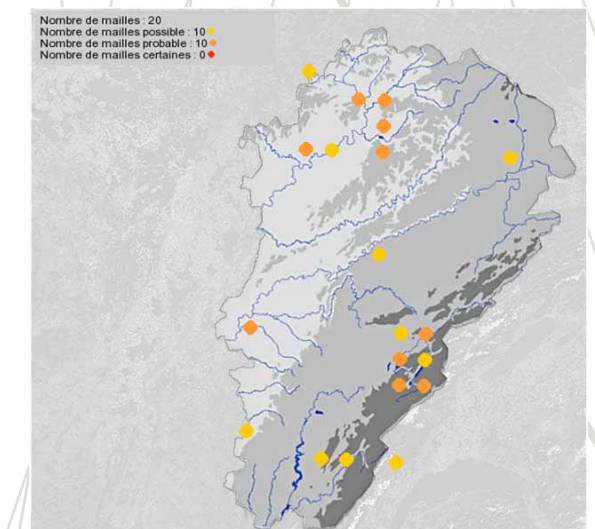 Nombre de mailles : 20
Nombre de mailles possible : 10
Nombre de mailles probable : 10
Nombre de mailles certaines : 0